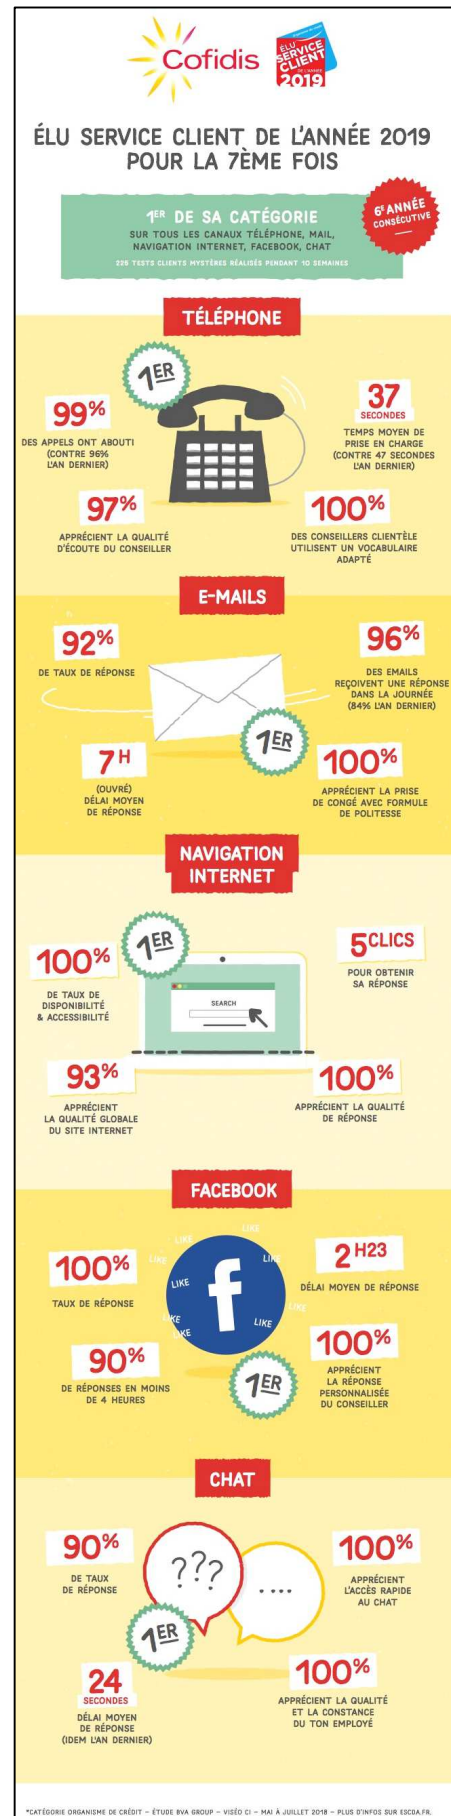 Cofidis
ÉLU
SERVICE
CLIENT
DE L'ANNÉE
2019
ÉLU SERVICE CLIENT DE L'ANNÉE 2019
POUR LA 7ÈME FOIS
1ER DE SA CATÉGORIE
SUR TOUS LES CANAUX TÉLÉPHONE, MAIL,
NAVIGATION INTERNET, FACEBOOK, CHAT
225 TESTS CLIENTS MYSTÈRES RÉALISÉS PENDANT 10 SEMAINES
6E ANNÉE
CONSÉCUTIVE
TÉLÉPHONE
1ER
99%
DES APPELS ONT ABOUTI
(CONTRE 96%
L'AN DERNIER)
37
SECONDES
TEMPS MOYEN DE
PRISE EN CHARGE
(CONTRE 47 SECONDES
L'AN DERNIER)
97%
APPRÉCIENT LA QUALITÉ
D'ÉCOUTE DU CONSEILLER
100%
DES CONSEILLERS CLIENTÈLE
UTILISENT UN VOCABULAIRE
ADAPTÉ
E-MAILS
92%
DE TAUX DE RÉPONSE
96%
DES EMAILS
REÇOIVENT UNE RÉPONSE
DANS LA JOURNÉE
(84% L'AN DERNIER)
1ER
7H
(OUVRÉ)
DÉLAI MOYEN
DE RÉPONSE
100%
APPRÉCIENT LA PRISE
DE CONGÉ AVEC FORMULE
DE POLITESSE
NAVIGATION
INTERNET
1ER
100%
DE TAUX DE
DISPONIBILITÉ
& ACCESSIBILITÉ
5CLICS
POUR OBTENIR
SA RÉPONSE
SEARCH
93%
APPRÉCIENT
LA QUALITÉ GLOBALE
DU SITE INTERNET
100%
APPRÉCIENT LA QUALITÉ
DE RÉPONSE
FACEBOOK
LIKE
LIKE
LIKE
LIKE
LIKE
LIKE
LIKE
LIKE
LIKE
f
100%
TAUX DE RÉPONSE
2H23
DÉLAI MOYEN DE RÉPONSE
90%
DE RÉPONSES EN MOINS
DE 4 HEURES
1ER
100%
APPRÉCIENT
LA RÉPONSE
PERSONNALISÉE
DU CONSEILLER
CHAT
90%
DE TAUX
DE RÉPONSE
???
....
100%
APPRÉCIENT
L'ACCÈS RAPIDE
AU CHAT
1ER
24
SECONDES
DÉLAI MOYEN
DE RÉPONSE
(IDEM L'AN DERNIER)
100%
APPRÉCIENT LA QUALITÉ
ET LA CONSTANCE
DU TON EMPLOYÉ
*CATÉGORIE ORGANISME DE CRÉDIT – ÉTUDE BVA GROUP – VISÉO CI – MAI À JUILLET 2018 – PLUS D'INFOS SUR ESCDA.FR.